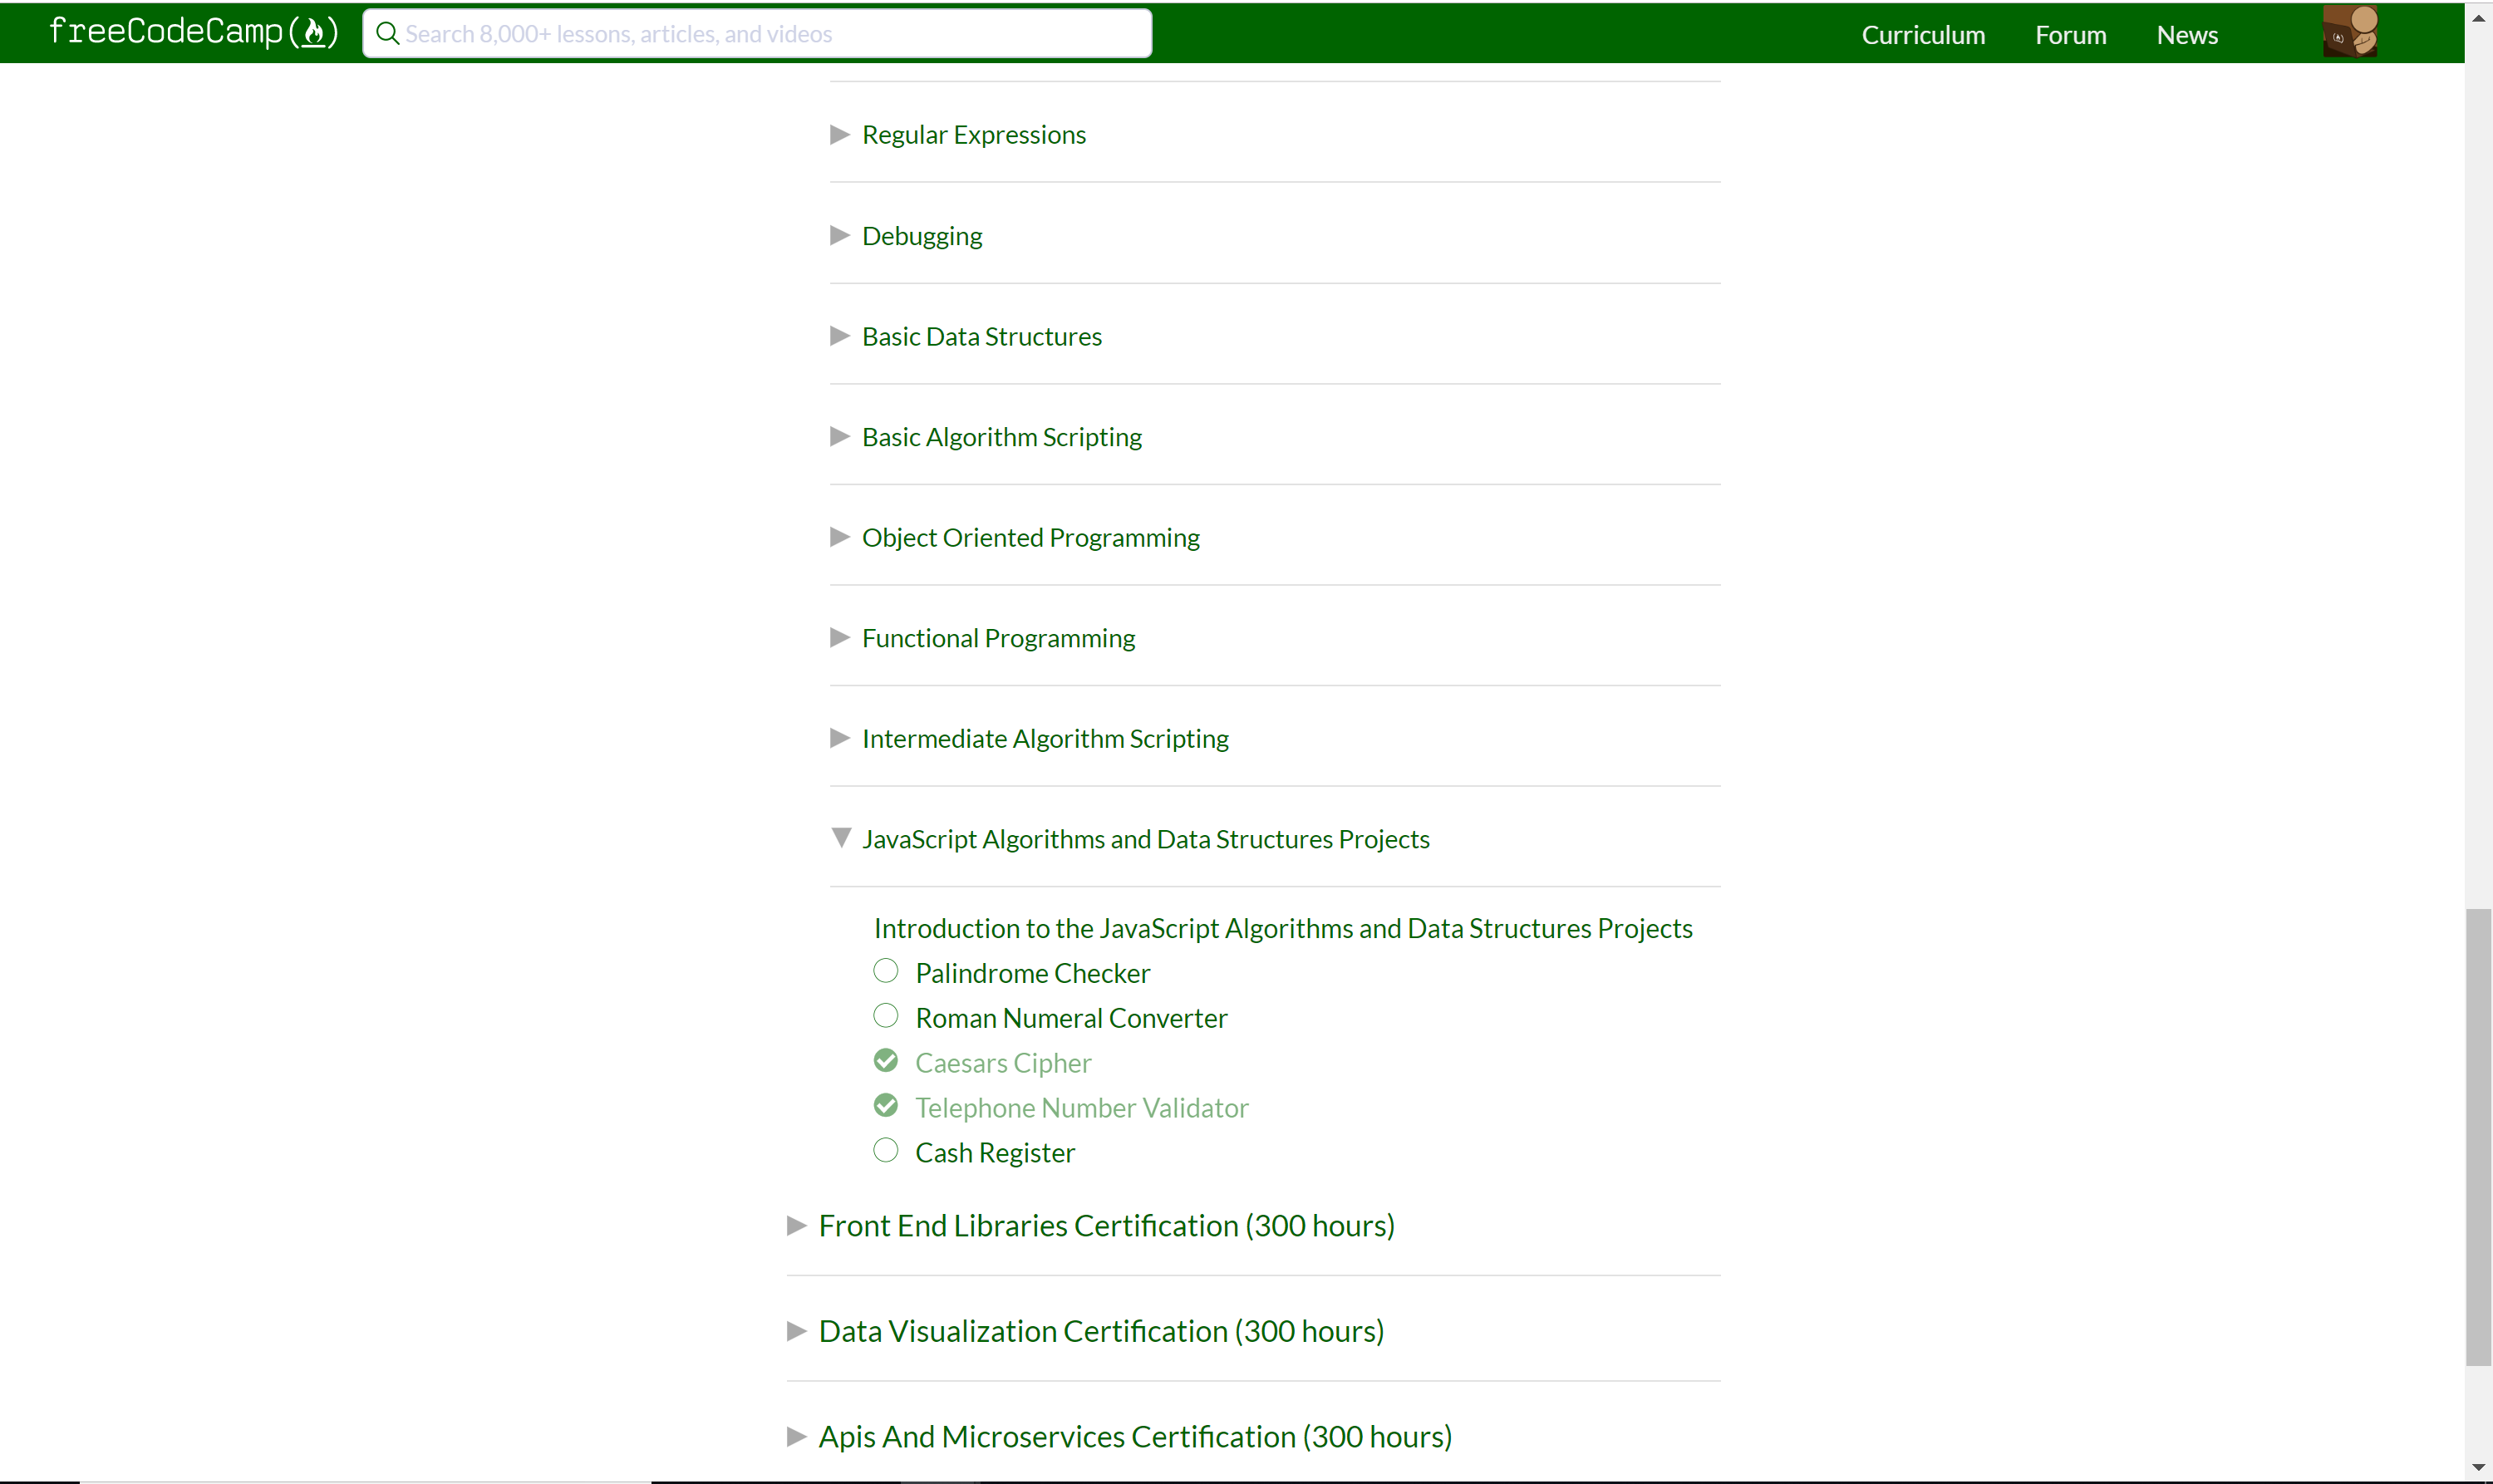 freeCodeCamp(🔥)
Search 8,000+ lessons, articles, and videos
Curriculum Forum News
Regular Expressions
Debugging
Basic Data Structures
Basic Algorithm Scripting
Object Oriented Programming
Functional Programming
Intermediate Algorithm Scripting
JavaScript Algorithms and Data Structures Projects
Introduction to the JavaScript Algorithms and Data Structures Projects
Palindrome Checker
Roman Numeral Converter
Caesars Cipher
Telephone Number Validator
Cash Register
Front End Libraries Certification (300 hours)
Data Visualization Certification (300 hours)
Apis And Microservices Certification (300 hours)